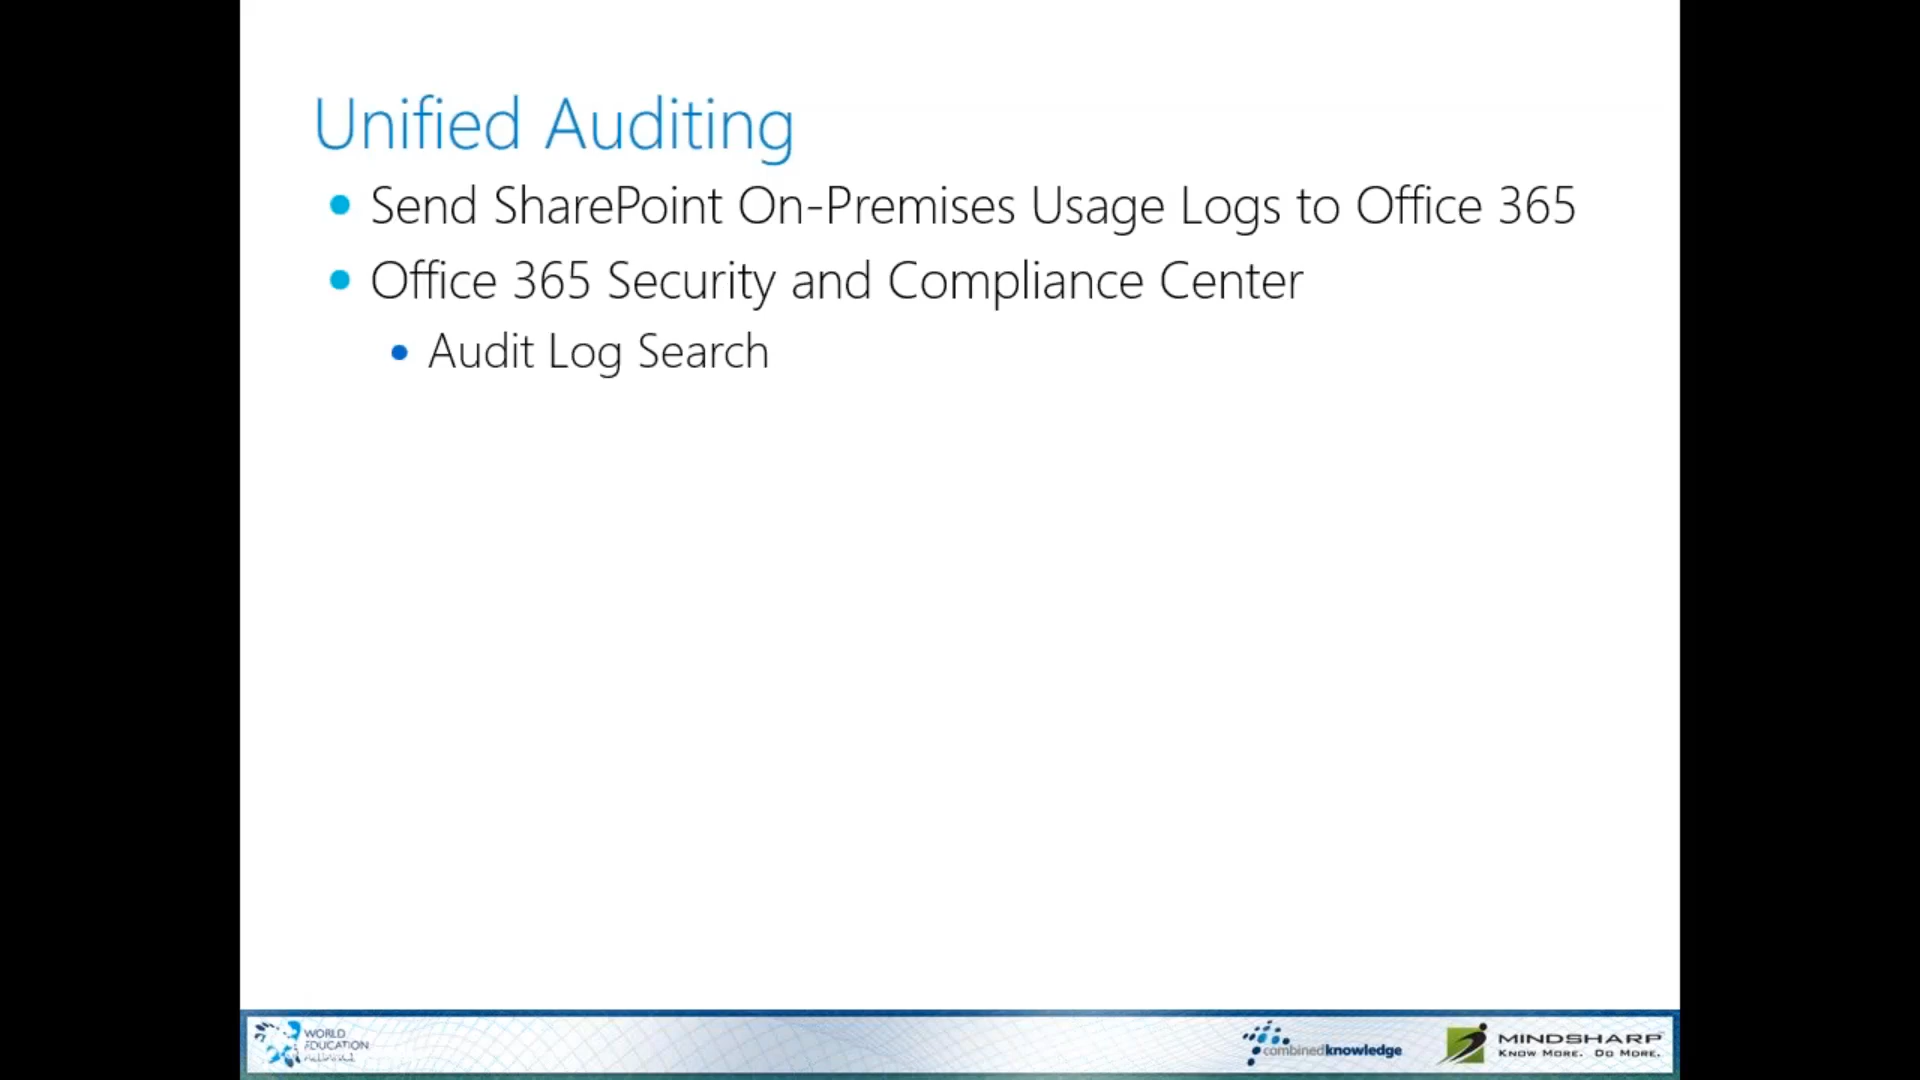 Unified Auditing
Send SharePoint On-Premises Usage Logs to Office 365
Office 365 Security and Compliance Center
Audit Log Search
WORLD
EDUCATION
ALLIANCE
combinedknowledge
MINDSHARP
KNOW MORE. DO MORE.